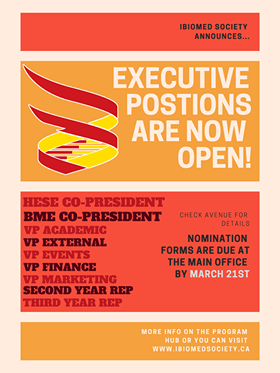 IBIOMED SOCIETY
ANNOUNCES...
EXECUTIVE
POSTIONS
ARE NOW
OPEN!
HESE CO-PRESIDENT
BME CO-PRESIDENT
VP ACADEMIC
VP EXTERNAL
VP EVENTS
VP FINANCE
VP MARKETING
SECOND YEAR REP
THIRD YEAR REP
CHECK AVENUE FOR
DETAILS
NOMINATION
FORMS ARE DUE AT
THE MAIN OFFICE
BY MARCH 21ST
MORE INFO ON THE PROGRAM
HUB OR YOU CAN VISIT
WWW.IBIOMEDSOCIETY.CA